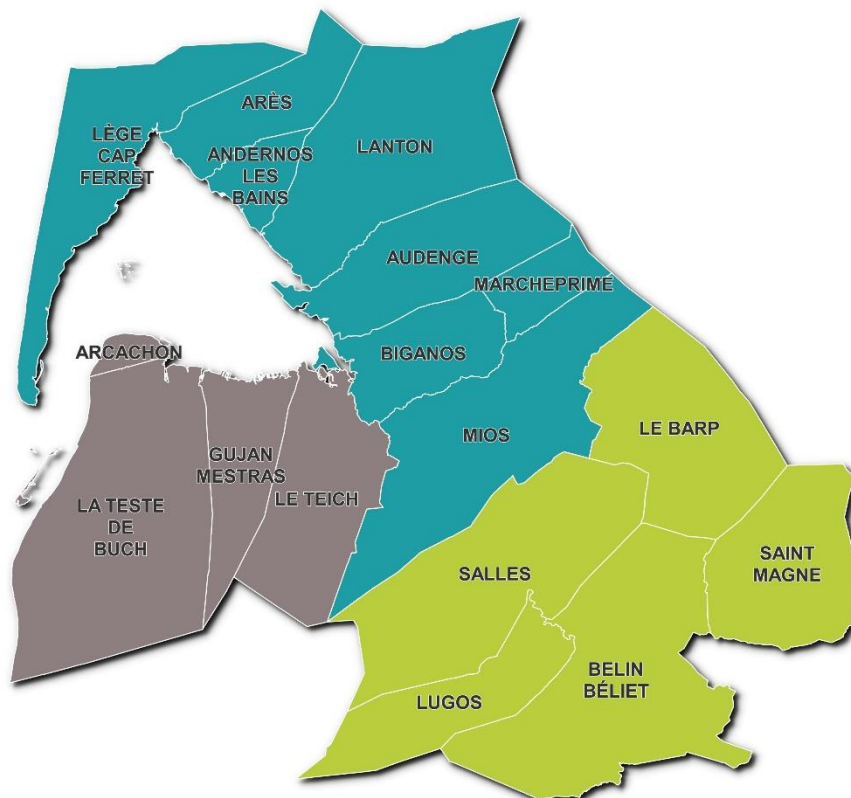 ARÈS
LÈGE
CAP
FERRET
ANDERNOS
LES
BAINS
LANTON
AUDENGE
MARCHEPRIME
ARCACHON
BIGANOS
MIOS
LE BARP
GUJAN
MESTRAS
LE TEICH
LA TESTE
DE
BUCH
SALLES
SAINT
MAGNE
BELIN
BÉLIET
LUGOS